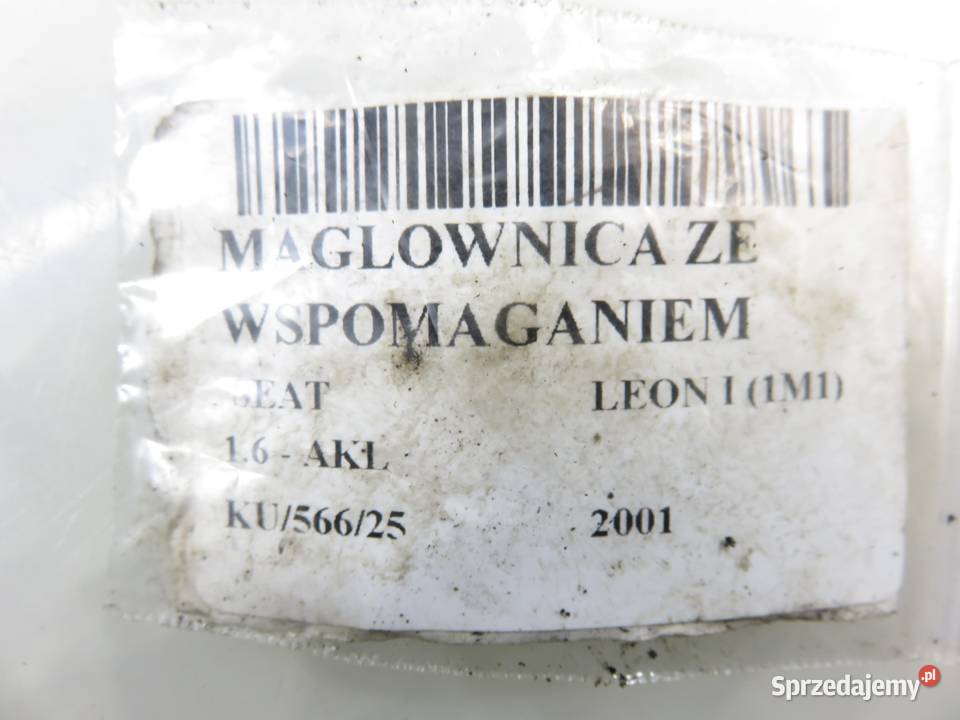 MAGLOWNICA ZE
WSPOMAGANIEM
SEAT LEON I (1M1)
1.6 - AKL
KU/566/25 2001
Sprzedajemy.pl